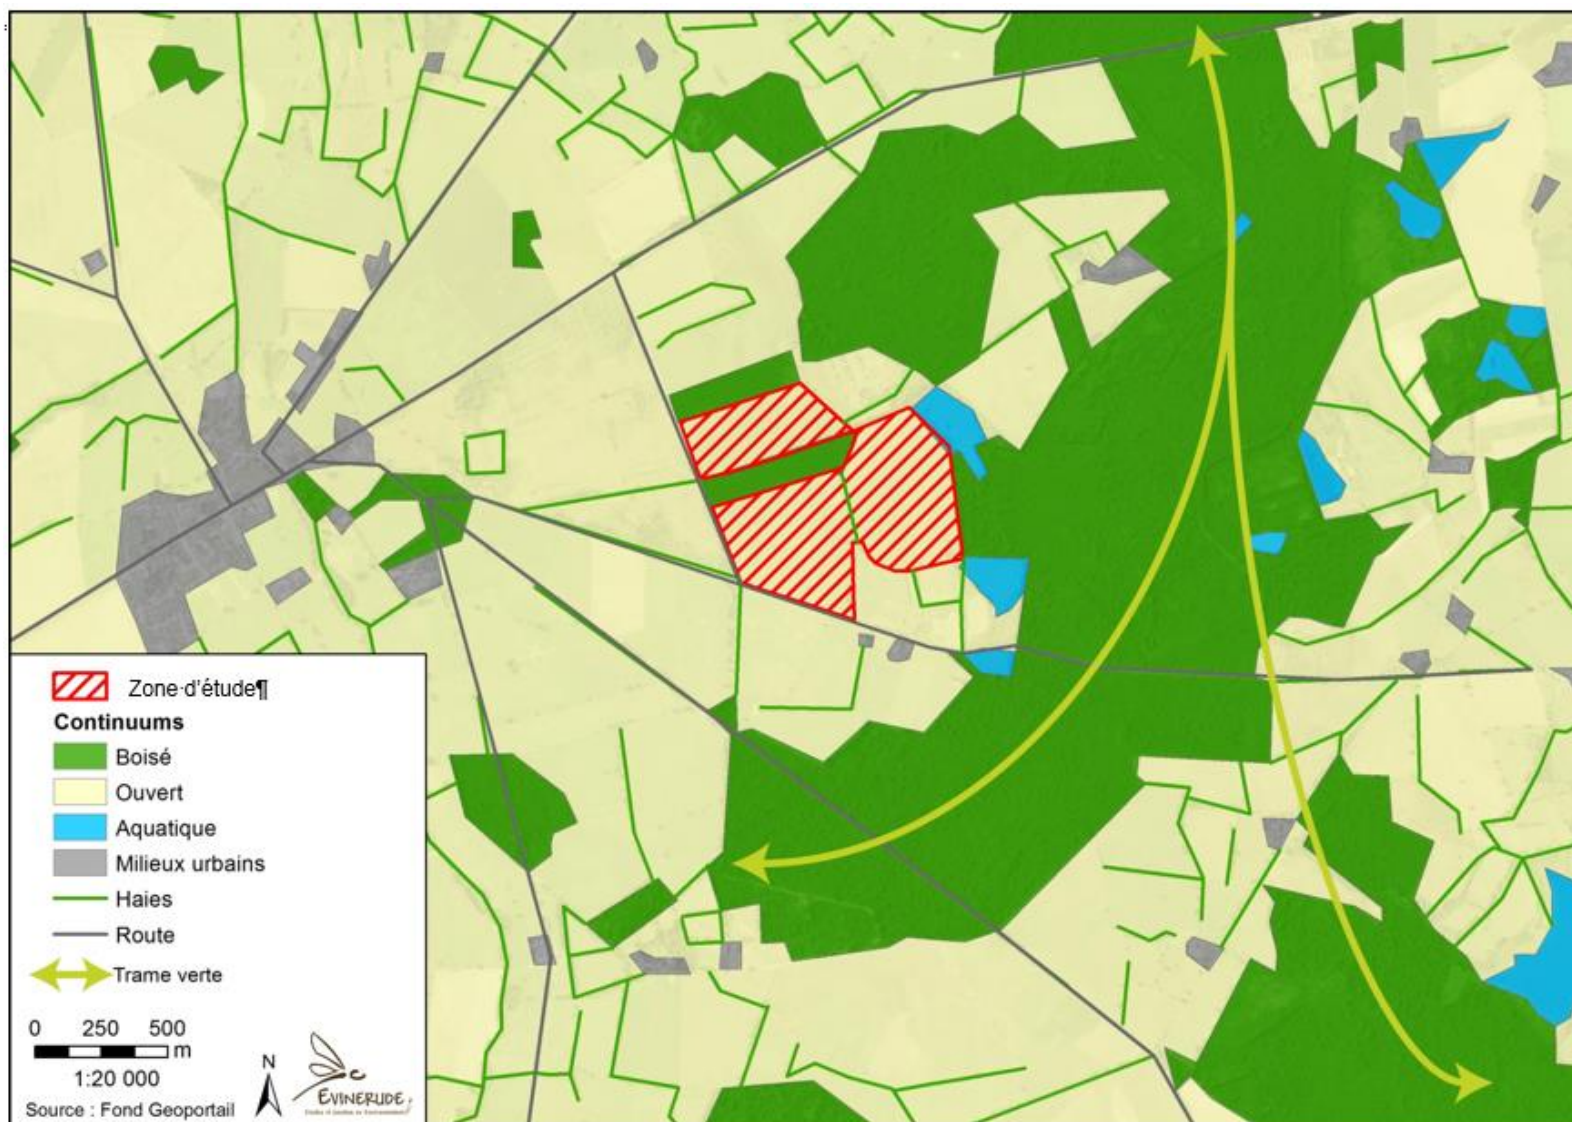 Zone·d'étude¶
Continuums
Boisé
Ouvert
Aquatique
Milieux urbains
Haies
Route
Trame verte
0 250 500
m
1:20 000
N
EVINERUDE
Source : Fond Geoportail